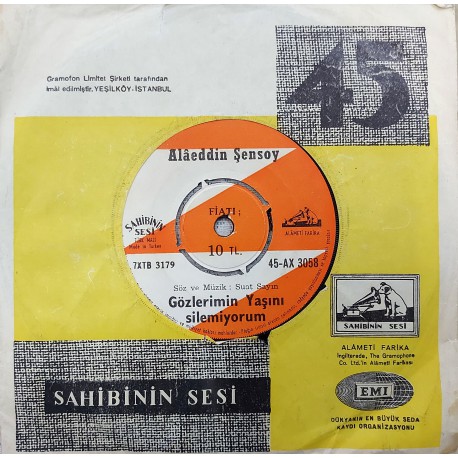 Gramofon Limitet Şirketi tarafından
imâl edilmiştir, YEŞİLKÖY-İSTANBUL
45
Alâeddin Şensoy
SAHİBİNİN
SESİ
TÜRK MALI
Made in Turkey
FİATI;
10 TL.
ALÂMETİ FARİKA
7XTB 3179
45-AX 3058
Söz ve Müzik : Suat Sayın
Gözlerimin Yaşını
silemiyorum
SAHİBİNİN SESİ
ALÂMETİ FARİKA
İngilterede, The Gramophone
Co. Ltd.'in Alâmeti Farikası
EMI
DÜNYANIN EN BÜYÜK SEDA
KAYDI ORGANİZASYONU
SAHİBİNİN SESİ